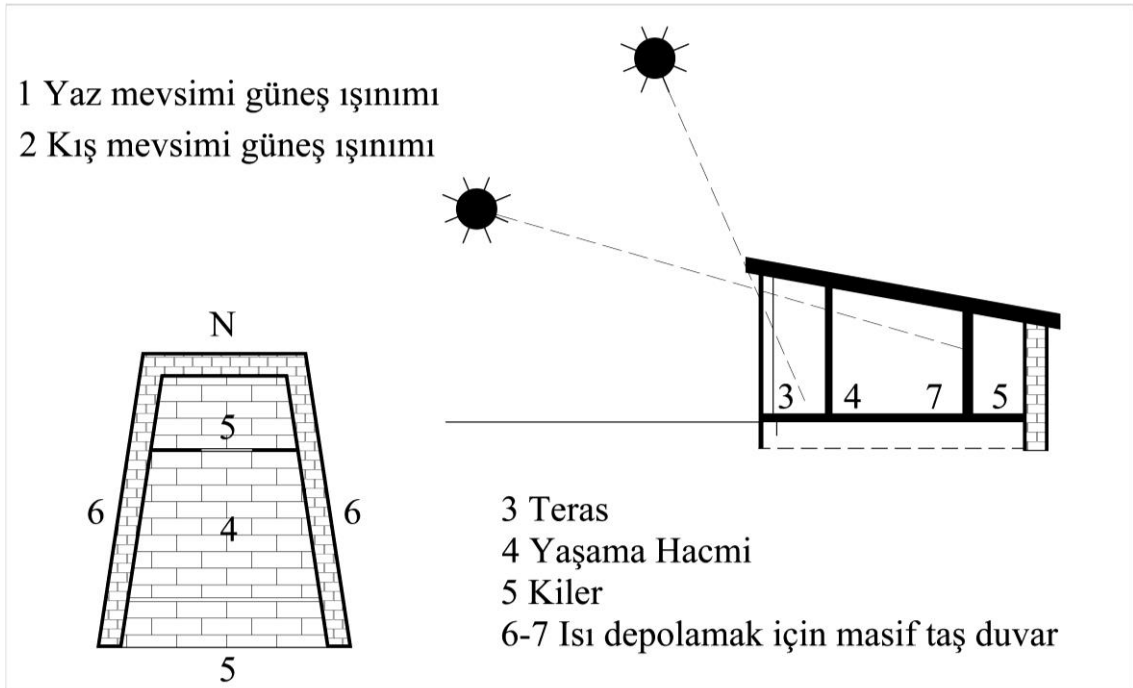 1 Yaz mevsimi güneş ışınımı
2 Kış mevsimi güneş ışınımı
N
5
6
4
6
5
3
4
7
5
3 Teras
4 Yaşama Hacmi
5 Kiler
6-7 Isı depolamak için masif taş duvar